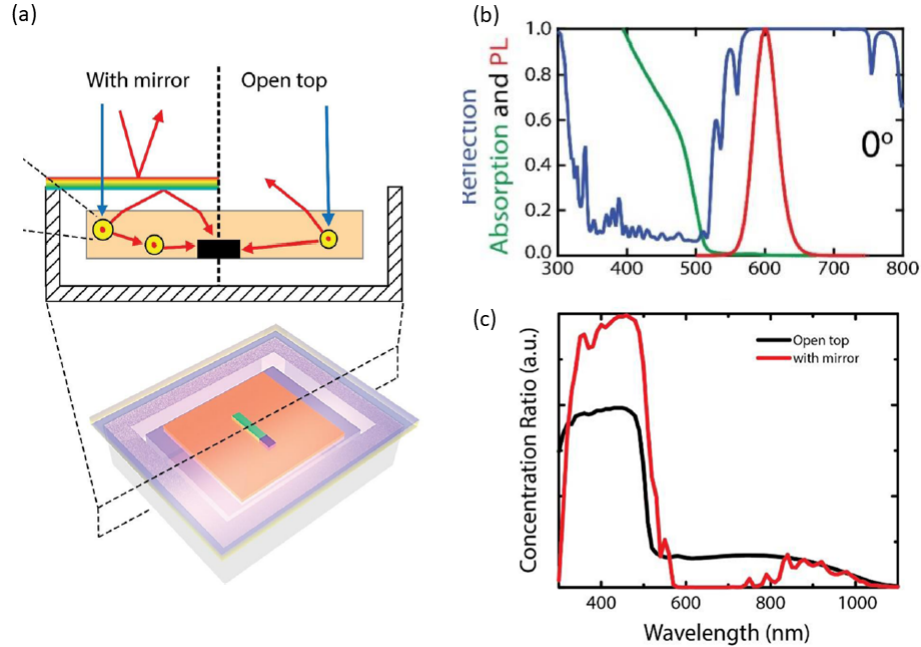 (a)
With mirror
Open top
(b)
Reflection
Absorption and PL
1.0
0.8
0.6
0.4
0.2
0.0
0°
300 400 500 600 700 800
(c)
Concentration Ratio (a.u.)
Open top
with mirror
400 600 800 1000
Wavelength (nm)